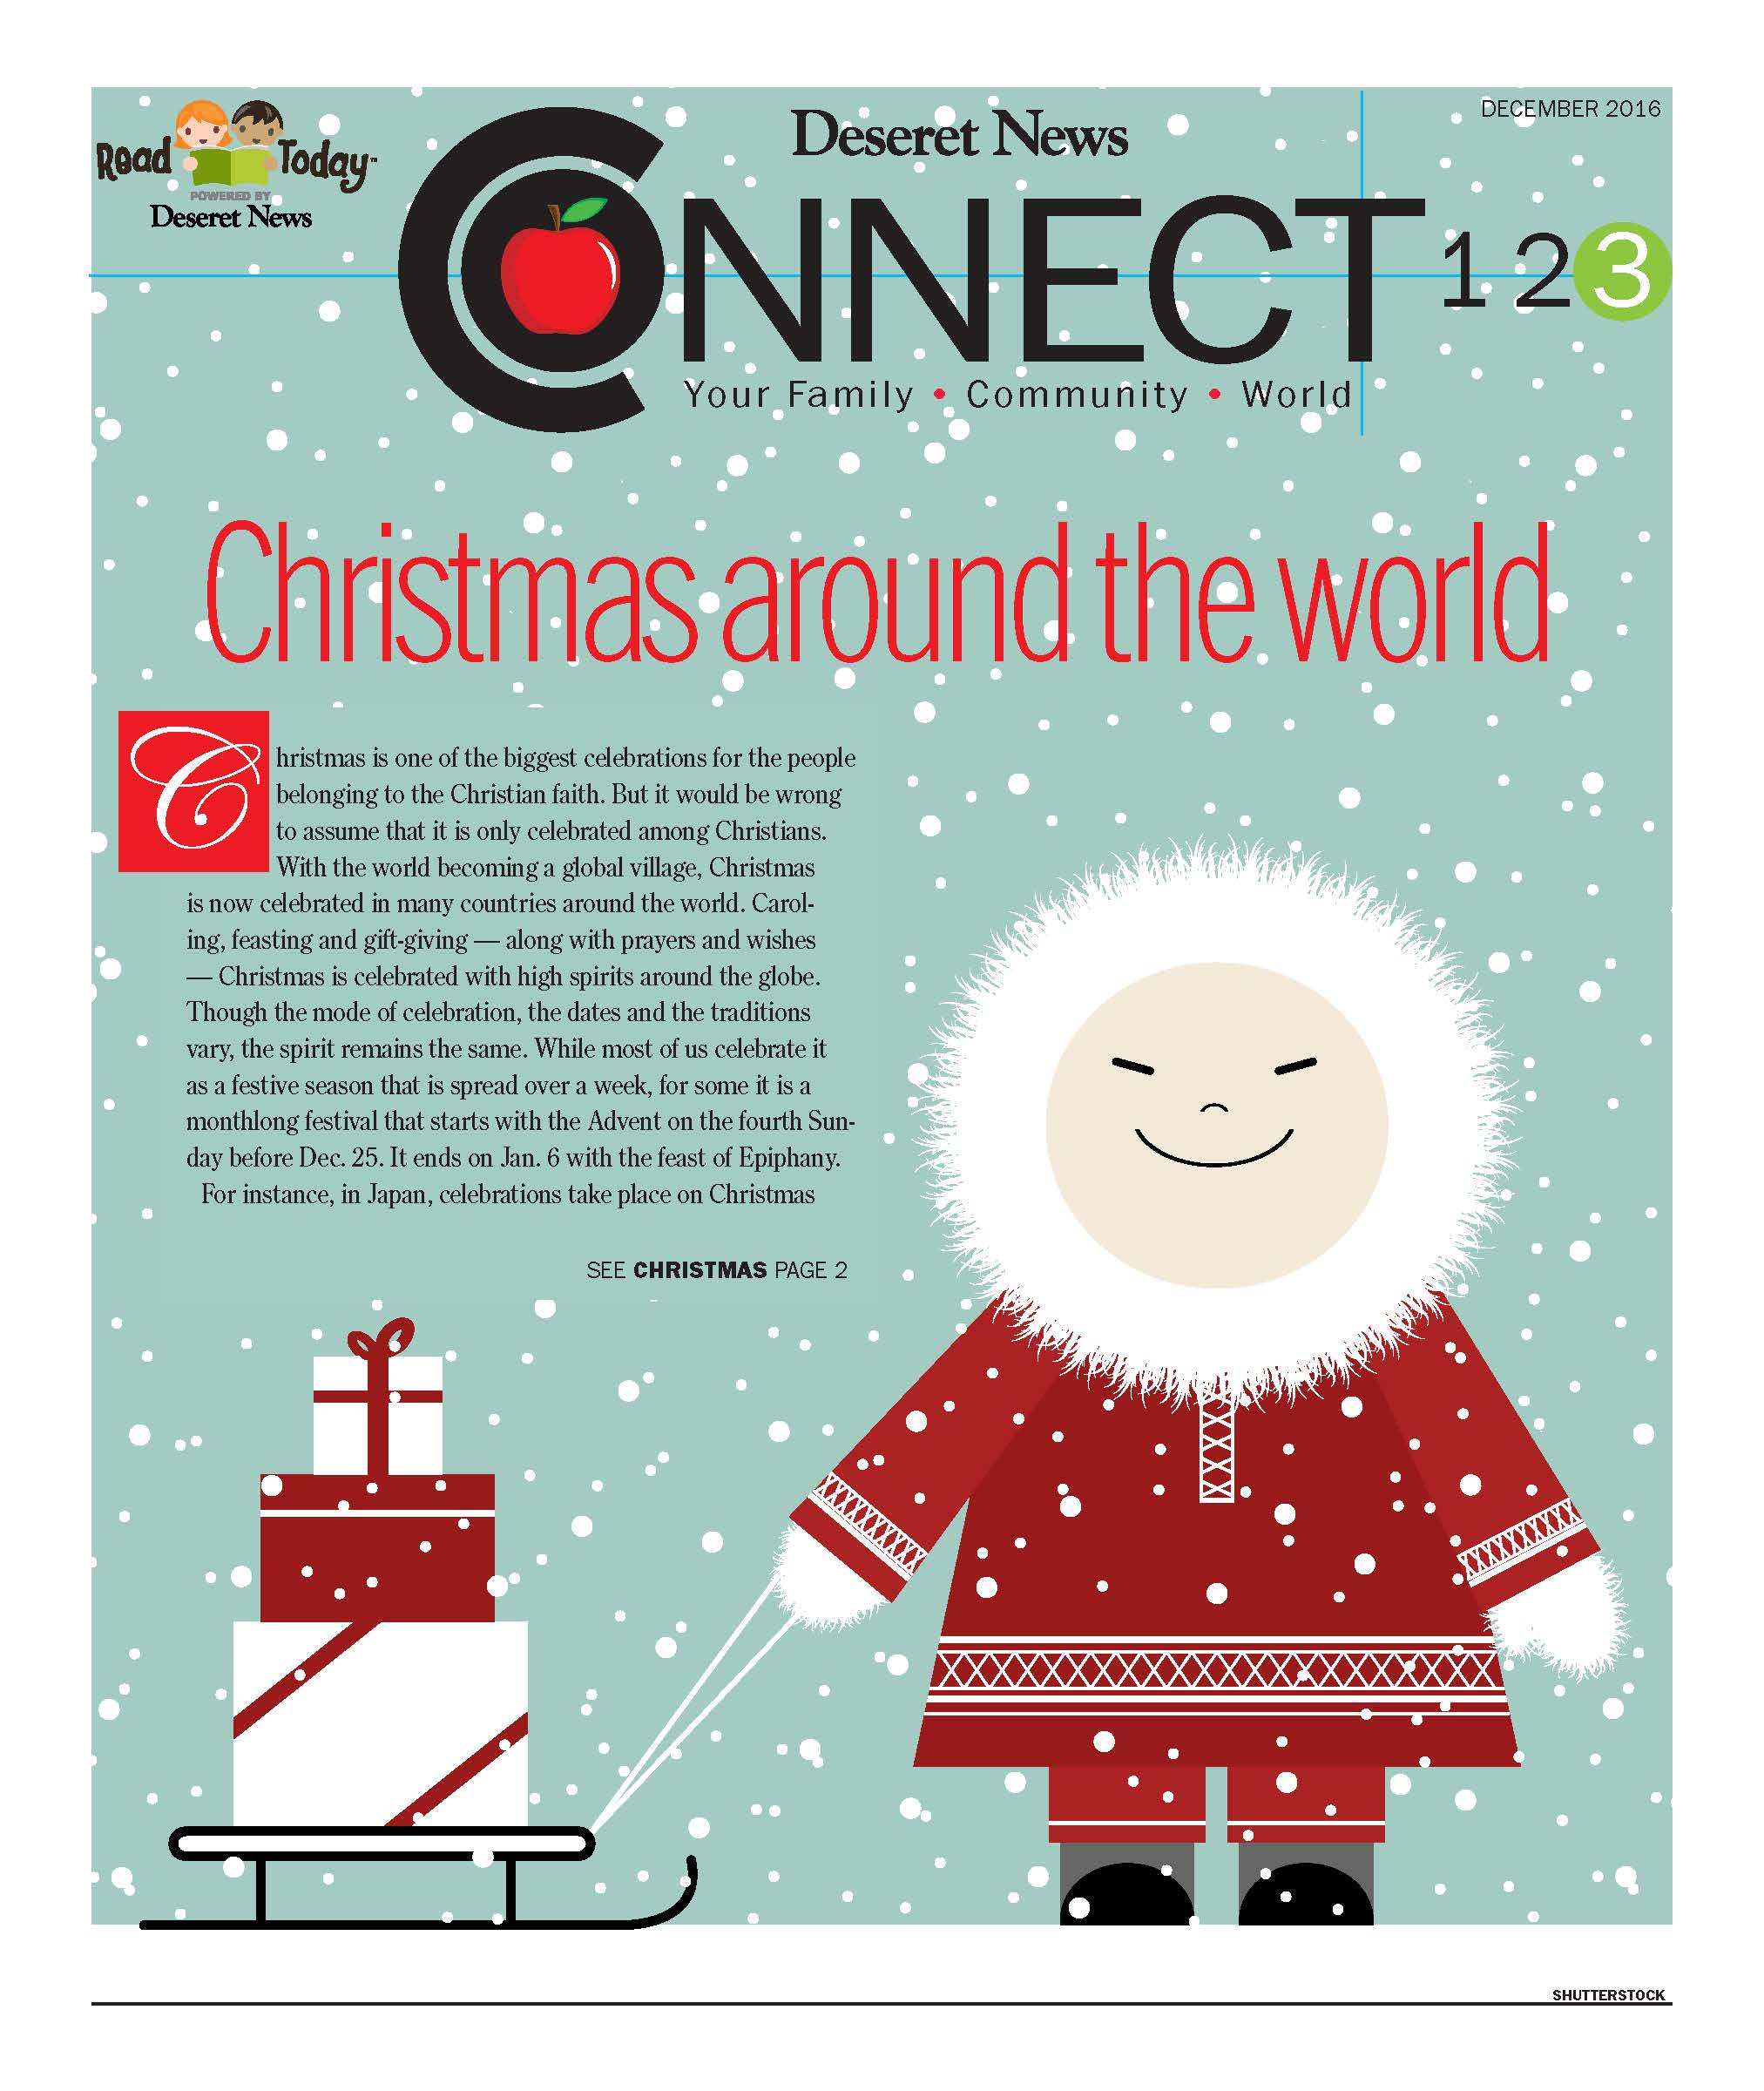 DECEMBER 2016
Read Today™
POWERED BY
Deseret News
Deseret News
CONNECT 1 2 3
Your Family • Community • World
Christmas around the world
Christmas is one of the biggest celebrations for the people
belonging to the Christian faith. But it would be wrong
to assume that it is only celebrated among Christians.
With the world becoming a global village, Christmas
is now celebrated in many countries around the world. Carol-
ing, feasting and gift-giving — along with prayers and wishes
— Christmas is celebrated with high spirits around the globe.
Though the mode of celebration, the dates and the traditions
vary, the spirit remains the same. While most of us celebrate it
as a festive season that is spread over a week, for some it is a
monthlong festival that starts with the Advent on the fourth Sun-
day before Dec. 25. It ends on Jan. 6 with the feast of Epiphany.
For instance, in Japan, celebrations take place on Christmas
SEE CHRISTMAS PAGE 2
SHUTTERSTOCK